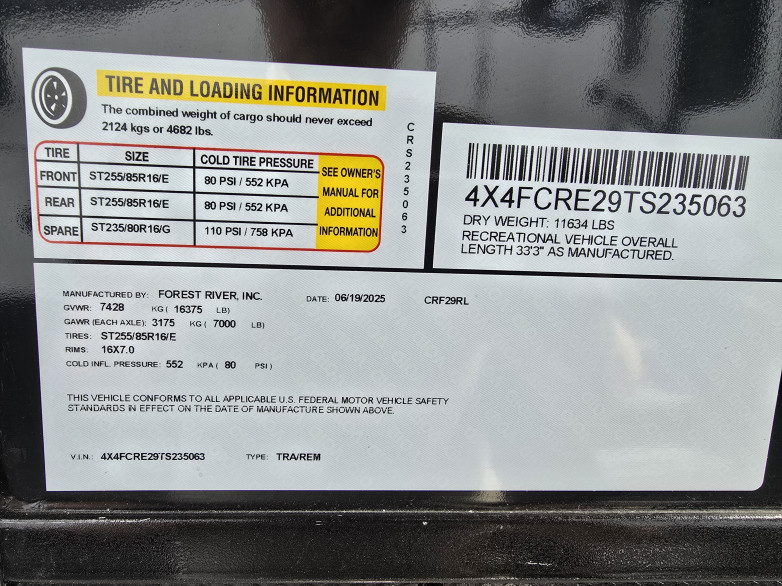 TIRE AND LOADING INFORMATION
The combined weight of cargo should never exceed
2124 kgs or 4682 lbs.
TIRE SIZE COLD TIRE PRESSURE
FRONT ST255/85R16/E 80 PSI / 552 KPA
REAR ST255/85R16/E 80 PSI / 552 KPA
SPARE ST235/80R16/G 110 PSI / 758 KPA
SEE OWNER'S
MANUAL FOR
ADDITIONAL
INFORMATION
CRS235063
4X4FCRE29TS235063
DRY WEIGHT: 11634 LBS
RECREATIONAL VEHICLE OVERALL
LENGTH 33'3" AS MANUFACTURED.
MANUFACTURED BY: FOREST RIVER, INC. DATE: 06/19/2025 CRF29RL
GVWR: 7428 KG ( 16375 LB)
GAWR (EACH AXLE): 3175 KG ( 7000 LB)
TIRES: ST255/85R16/E
RIMS: 16X7.0
COLD INFL. PRESSURE: 552 KPA ( 80 PSI )
THIS VEHICLE CONFORMS TO ALL APPLICABLE U.S. FEDERAL MOTOR VEHICLE SAFETY
STANDARDS IN EFFECT ON THE DATE OF MANUFACTURE SHOWN ABOVE.
V.I.N.: 4X4FCRE29TS235063 TYPE: TRA/REM